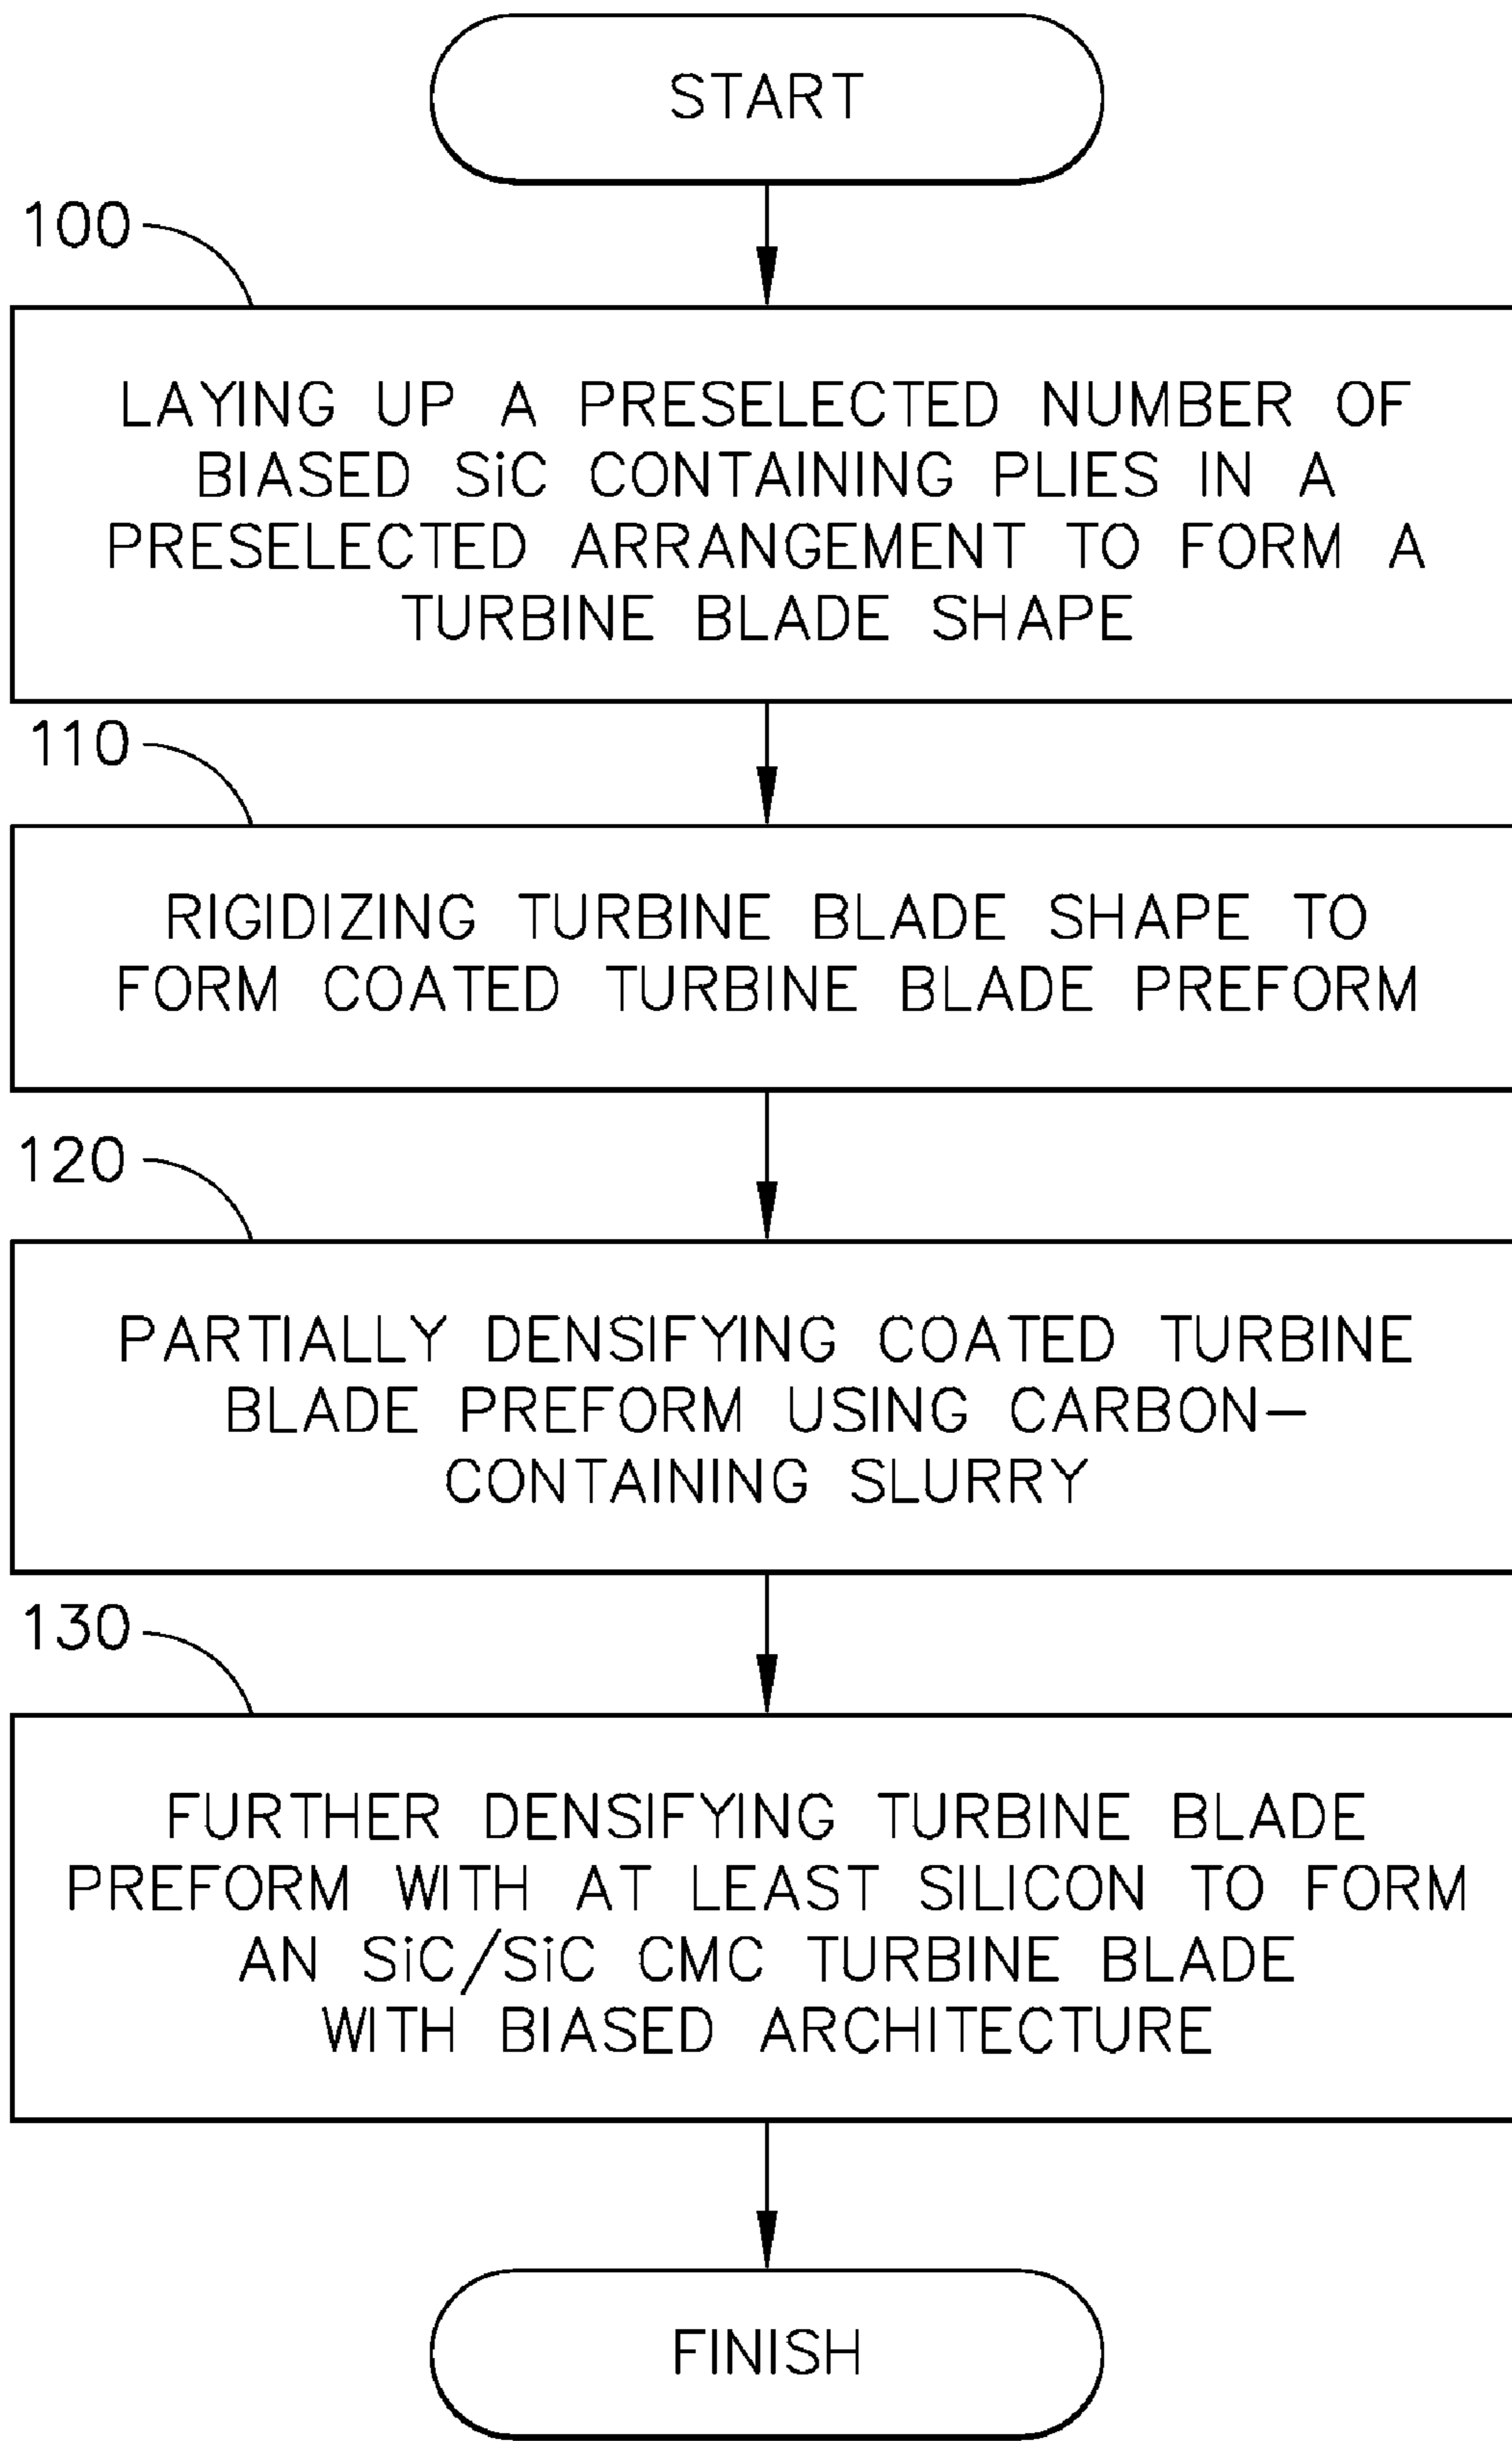 START
100
LAYING UP A PRESELECTED NUMBER OF
BIASED SiC CONTAINING PLIES IN A
PRESELECTED ARRANGEMENT TO FORM A
TURBINE BLADE SHAPE
110
RIGIDIZING TURBINE BLADE SHAPE TO
FORM COATED TURBINE BLADE PREFORM
120
PARTIALLY DENSIFYING COATED TURBINE
BLADE PREFORM USING CARBON–
CONTAINING SLURRY
130
FURTHER DENSIFYING TURBINE BLADE
PREFORM WITH AT LEAST SILICON TO FORM
AN SiC/SiC CMC TURBINE BLADE
WITH BIASED ARCHITECTURE
FINISH